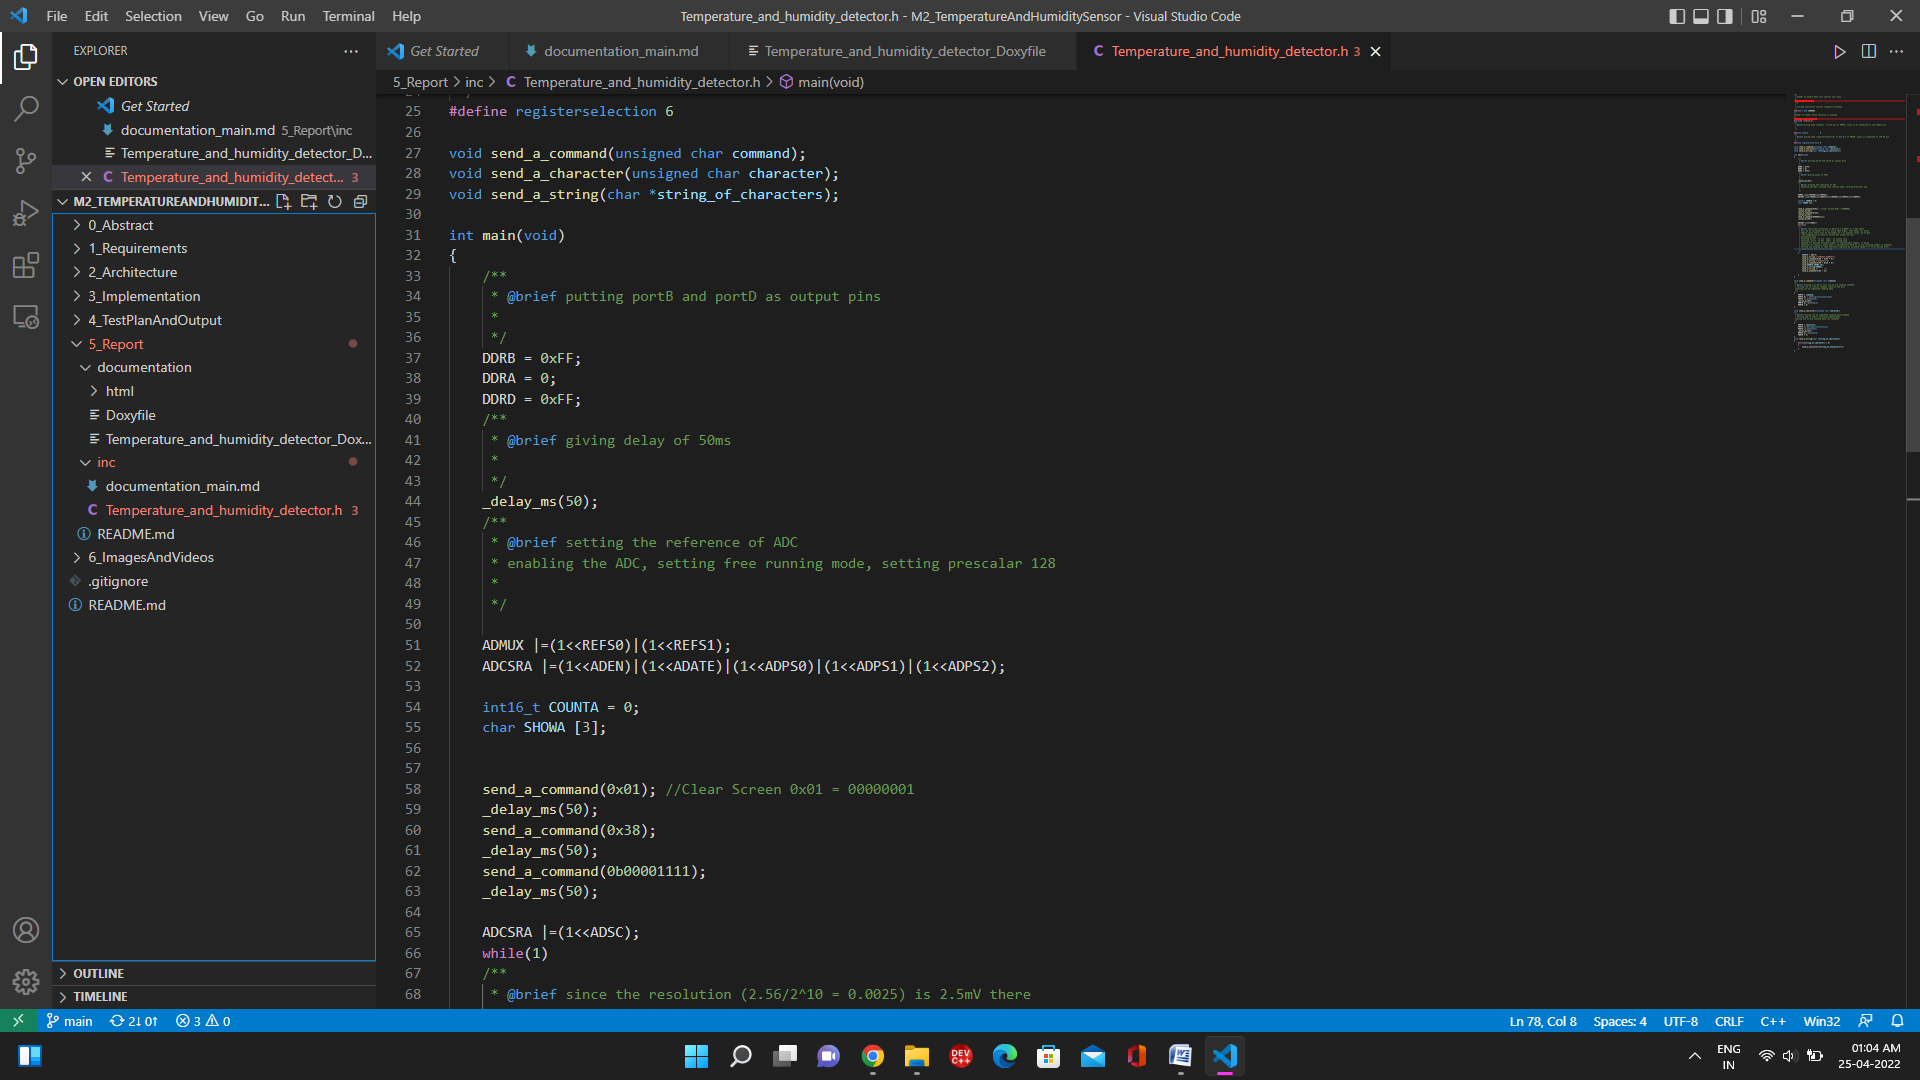 File Edit Selection View Go Run Terminal Help
Temperature_and_humidity_detector.h - M2_TemperatureAndHumiditySensor - Visual Studio Code
EXPLORER
Get Started
documentation_main.md
Temperature_and_humidity_detector_Doxyfile
C Temperature_and_humidity_detector.h 3
5_Report > inc > C Temperature_and_humidity_detector.h > main(void)
OPEN EDITORS
Get Started
documentation_main.md 5_Report\inc
Temperature_and_humidity_detector_D...
C Temperature_and_humidity_detect... 3
M2_TEMPERATUREANDHUMIDIT...
0_Abstract
1_Requirements
2_Architecture
3_Implementation
4_TestPlanAndOutput
5_Report
documentation
html
Doxyfile
Temperature_and_humidity_detector_Dox...
inc
documentation_main.md
C Temperature_and_humidity_detector.h 3
README.md
6_ImagesAndVideos
.gitignore
README.md
OUTLINE
TIMELINE
25 #define registerselection 6
26
27 void send_a_command(unsigned char command);
28 void send_a_character(unsigned char character);
29 void send_a_string(char *string_of_characters);
30
31 int main(void)
32 {
33 /**
34 * @brief putting portB and portD as output pins
35 *
36 */
37 DDRB = 0xFF;
38 DDRA = 0;
39 DDRD = 0xFF;
40 /**
41 * @brief giving delay of 50ms
42 *
43 */
44 _delay_ms(50);
45 /**
46 * @brief setting the reference of ADC
47 * enabling the ADC, setting free running mode, setting prescalar 128
48 *
49 */
50
51 ADMUX |=(1<<REFS0)|(1<<REFS1);
52 ADCSRA |=(1<<ADEN)|(1<<ADATE)|(1<<ADPS0)|(1<<ADPS1)|(1<<ADPS2);
53
54 int16_t COUNTA = 0;
55 char SHOWA [3];
56
57
58 send_a_command(0x01); //Clear Screen 0x01 = 00000001
59 _delay_ms(50);
60 send_a_command(0x38);
61 _delay_ms(50);
62 send_a_command(0b00001111);
63 _delay_ms(50);
64
65 ADCSRA |=(1<<ADSC);
66 while(1)
67 /**
68 * @brief since the resolution (2.56/2^10 = 0.0025) is 2.5mV there
main 2↓ 0↑ 3 0
Ln 78, Col 8 Spaces: 4 UTF-8 CRLF C++ Win32
DEV C++
ENG
IN
01:04 AM
25-04-2022